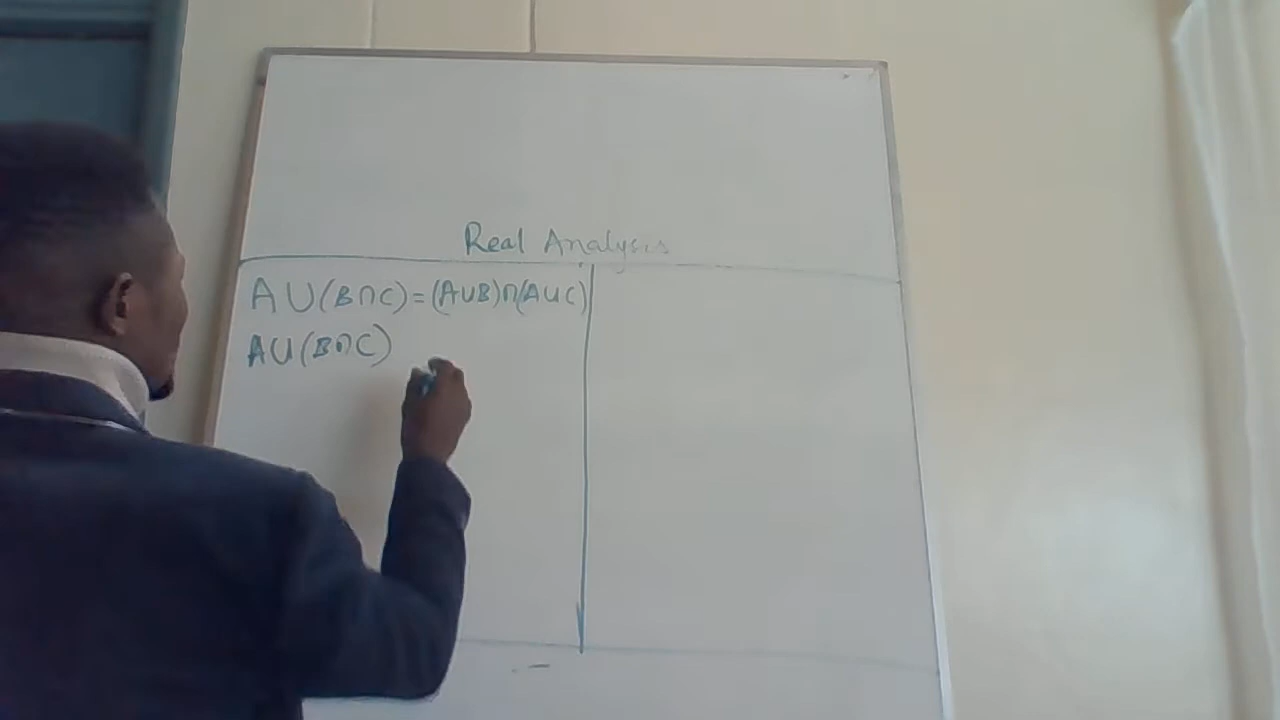 Real Analysis
A∪(B∩C)=(A∪B)∩(A∪C)
A∪(B∩C)